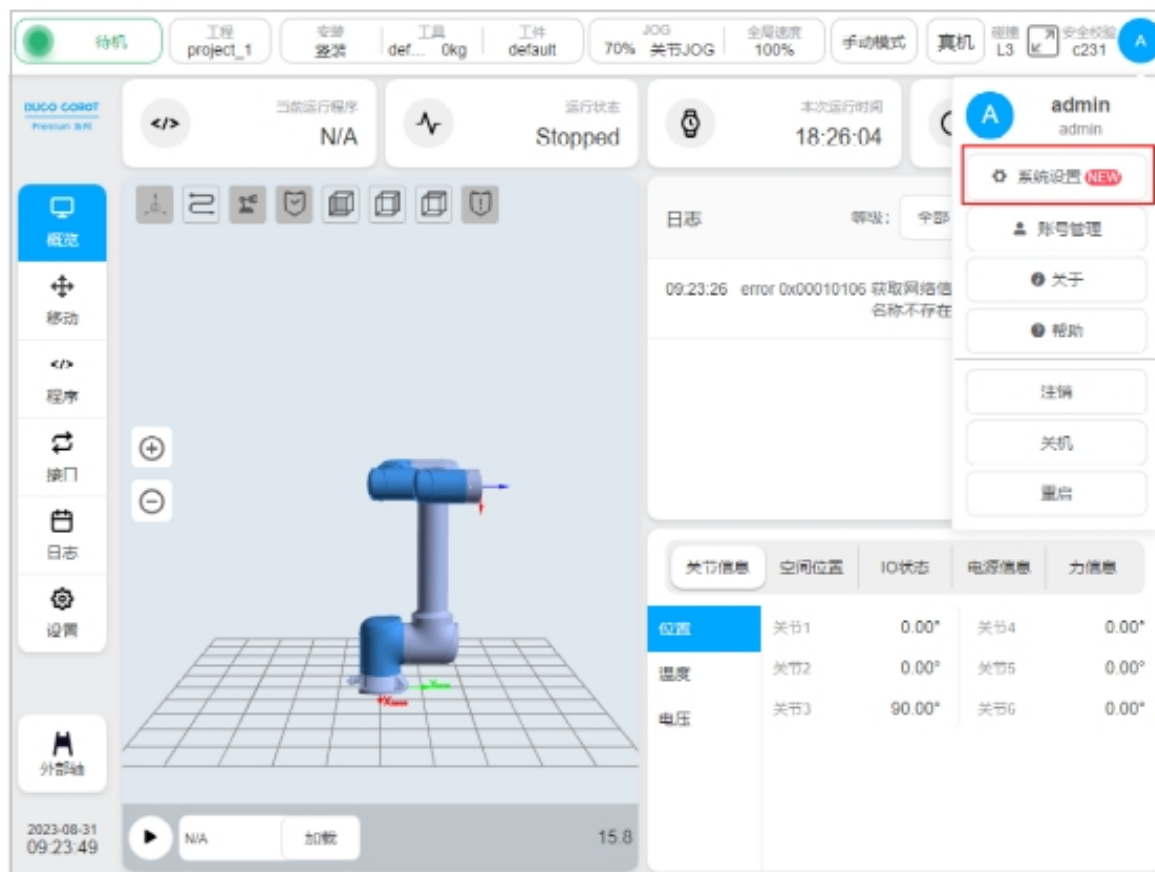 待机
工程
project_1
安装
竖装
工具
def... 0kg
工件
default
JOG
70% 关节JOG
全局速度
100%
手动模式
真机
碰撞
L3
安全校验
c231
A
DUCO COBOT
Premium 系列
当前运行程序
N/A
运行状态
Stopped
本次运行时间
18:26:04
A
admin
admin
系统设置 NEW
账号管理
关于
帮助
注销
关机
重启
概览
移动
程序
接口
日志
设置
外部轴
2023-08-31
09:23:49
日志
等级:
全部
09:23:26 error 0x00010106 获取网络信
名称不存在
N/A
加载
15.8
关节信息
空间位置
IO状态
电源信息
力信息
位置
温度
电压
关节1 0.00° 关节4 0.00°
关节2 0.00° 关节5 0.00°
关节3 90.00° 关节6 0.00°